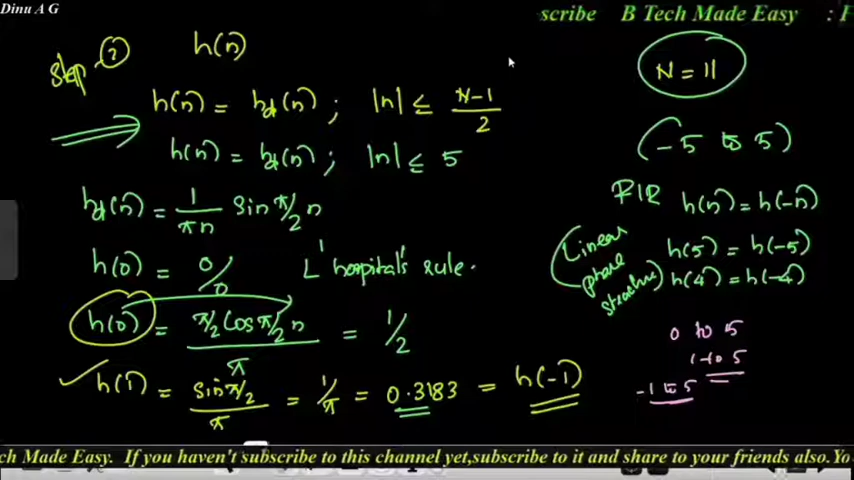 Dinu A G
scribe B Tech Made Easy : F
Step ② h(n)
h(n) = hd(n) ; |n| ≤ N-1/2
h(n) = hd(n) ; |n| ≤ 5
hd(n) = 1/πn Sin π/2 n
h(0) = 0/0 L' hospital's rule.
h(0) = π/2 Cos π/2 n / π = 1/2
h(1) = Sin π/2 / π = 1/π = 0.3183 = h(-1)
N = 11
(-5 to 5)
FIR h(n) = h(-n)
(Linear phase structure)
h(5) = h(-5)
h(4) = h(-4)
0 to 5
1 to 5
-1 to 5
ch Made Easy. If you haven't subscribe to this channel yet,subscribe to it and share to your friends also.Yo